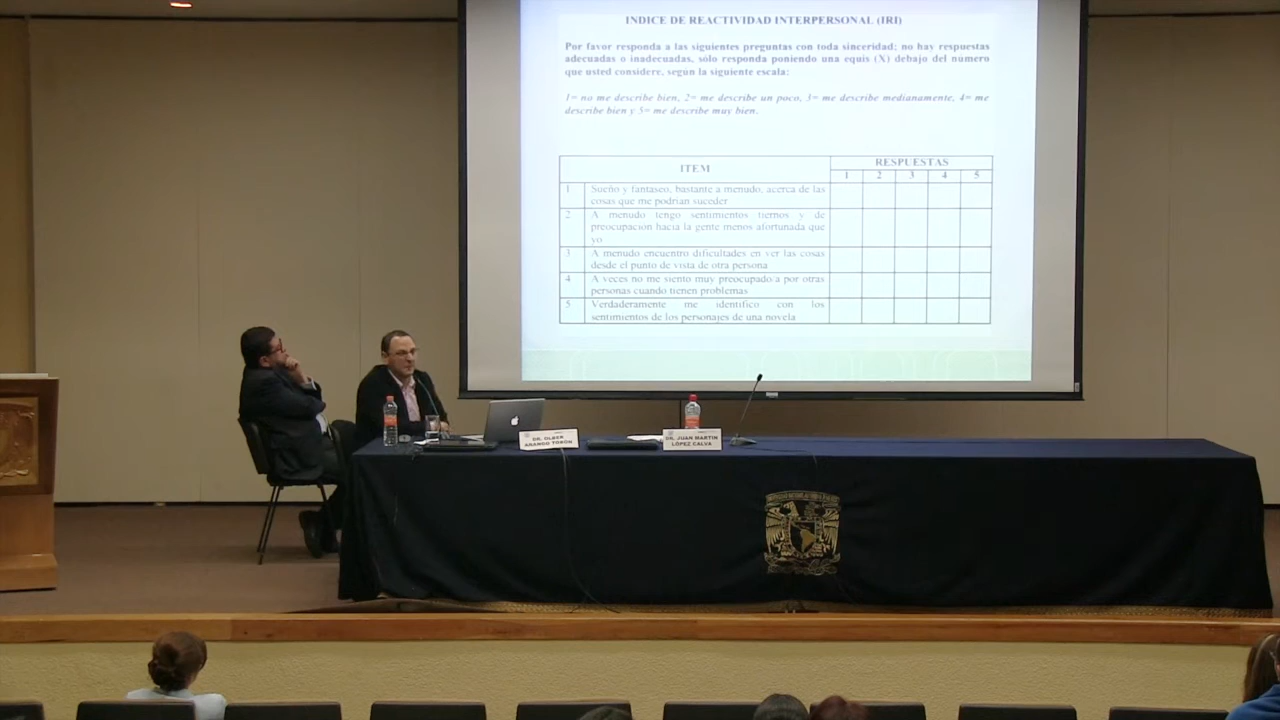 INDICE DE REACTIVIDAD INTERPERSONAL (IRI)
Por favor responda a las siguientes preguntas con toda sinceridad; no hay respuestas
adecuadas o inadecuadas, sólo responda poniendo una equis (X) debajo del número
que usted considere, según la siguiente escala:
1= no me describe bien, 2= me describe un poco, 3= me describe medianamente, 4= me
describe bien y 5= me describe muy bien.
ITEM
RESPUESTAS
1 2 3 4 5
1 Sueño y fantaseo, bastante a menudo, acerca de las
cosas que me podrían suceder
2 A menudo tengo sentimientos tiernos y de
preocupación hacia la gente menos afortunada que
yo
3 A menudo encuentro dificultades en ver las cosas
desde el punto de vista de otra persona
4 A veces no me siento muy preocupado a por otras
personas cuando tienen problemas
5 Verdaderamente me identifico con los
sentimientos de los personajes de una novela
DR. OLBER
ARANGO TOBÓN
DR. JUAN MARTIN
LÓPEZ CALVA